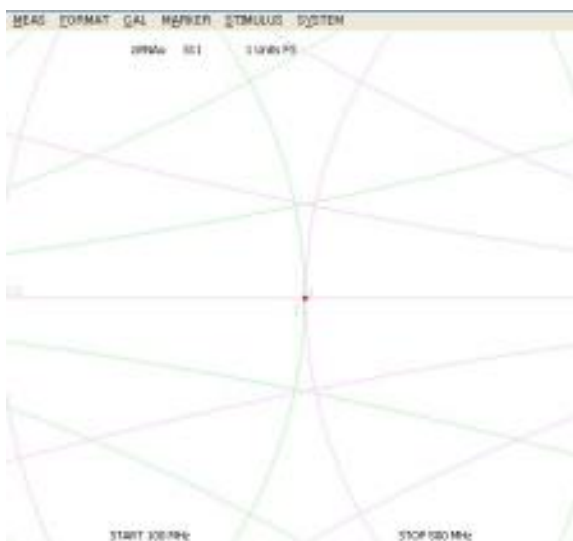 MEAS FORMAT CAL MARKER STIMULUS SYSTEM
S11 1 Units FS
START 100 MHz STOP 500 MHz